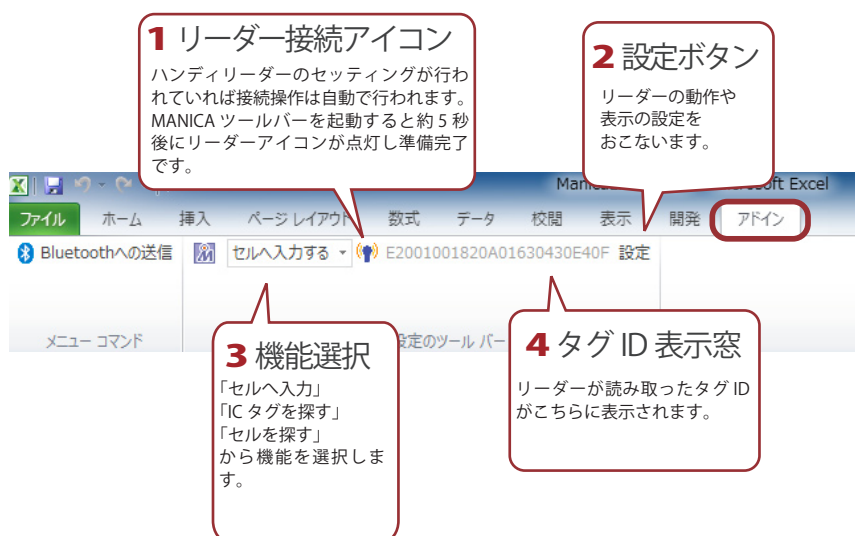 1 リーダー接続アイコン
ハンディリーダーのセッティングが行わ
れていれば接続操作は自動で行われます。
MANICA ツールバーを起動すると約 5 秒
後にリーダーアイコンが点灯し準備完了
です。
2 設定ボタン
リーダーの動作や
表示の設定を
おこないます。
Microsoft Excel
ファイル ホーム 挿入 ページ レイアウト 数式 データ 校閲 表示 開発 アドイン
Bluetoothへの送信 セルへ入力する E2001001820A01630430E40F 設定
メニュー コマンド 設定のツール バー
3 機能選択
「セルへ入力」
「IC タグを探す」
「セルを探す」
から機能を選択しま
す。
4 タグ ID 表示窓
リーダーが読み取ったタグ ID
がこちらに表示されます。